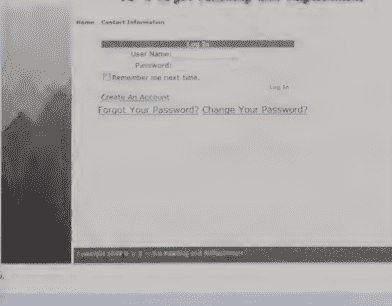 Home Contact Information
Log In
User Name:
Password:
Remember me next time.
Log In
Create An Account
Forgot Your Password? Change Your Password?